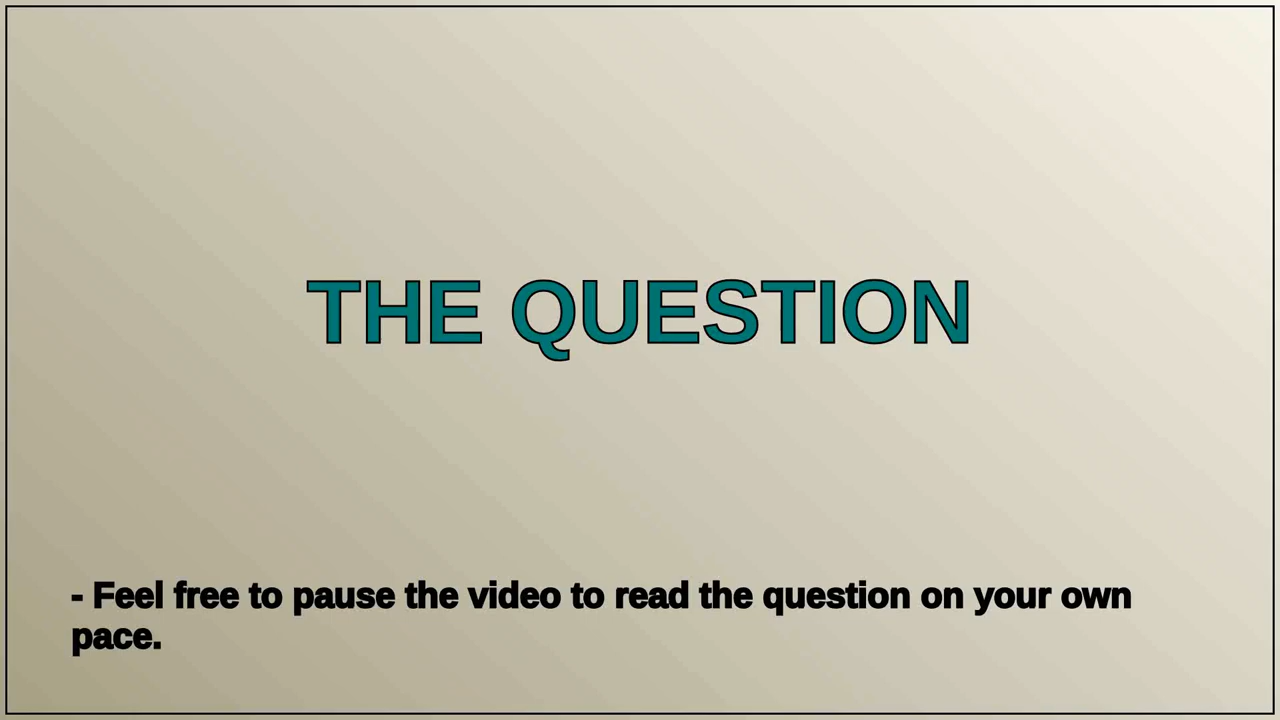 THE QUESTION
- Feel free to pause the video to read the question on your own
pace.